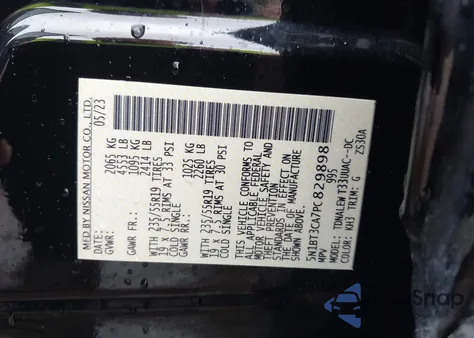 MFD BY NISSAN MOTOR CO., LTD.
05/23
GVWR: 2065 KG
4553 LB
GAWR FR.: 1095 KG
2414 LB
WITH 235/55R19 TIRES
19 X 7.5 RIMS AT 33 PSI
COLD SINGLE
GAWR RR: 1025 KG
2260 LB
WITH 235/55R19 TIRES
19 X 7.5 RIMS AT 30 PSI
COLD SINGLE
THIS VEHICLE CONFORMS TO ALL
APPLICABLE FEDERAL
MOTOR VEHICLE SAFETY
STANDARDS IN EFFECT
ON THE DATE OF MANUFACTURE
SHOWN ABOVE.
5N1BT3CA7PC829898
MPV 995
MODEL: TDNALEW T33UUAC--DC
COLOR: KH3 TRIM: G ZS30A
Snap